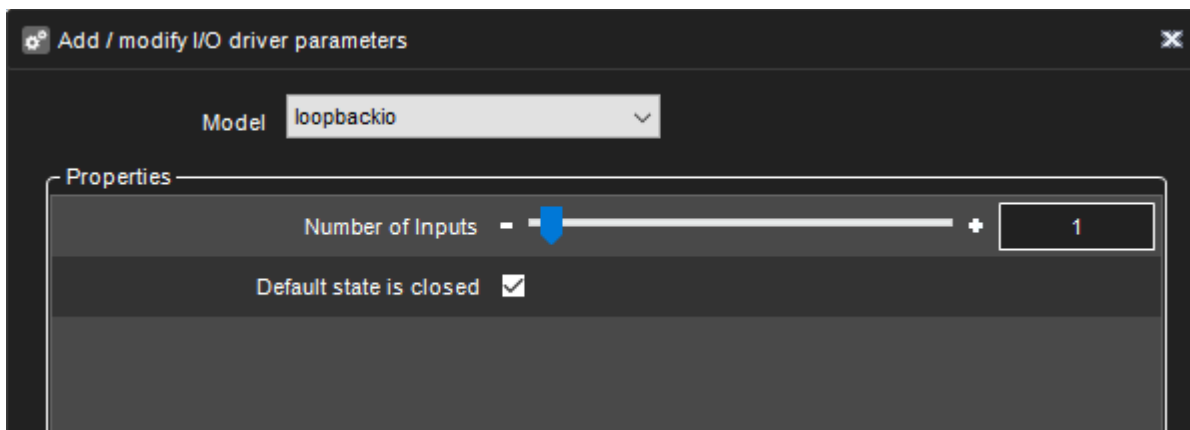 Add / modify I/O driver parameters
Model loopbackio
Properties
Number of Inputs - + 1
Default state is closed